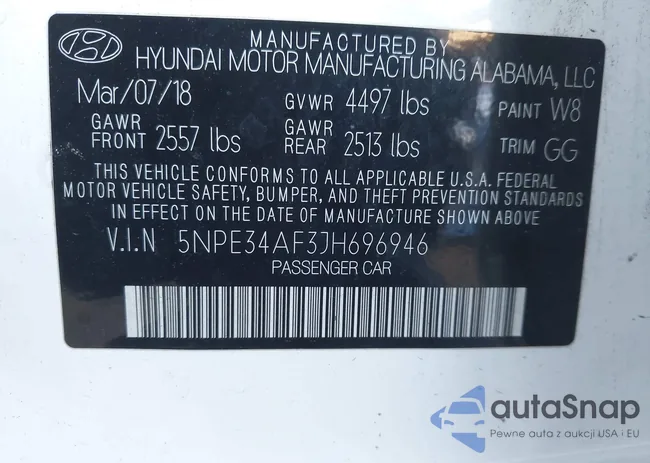 MANUFACTURED BY
HYUNDAI MOTOR MANUFACTURING ALABAMA, LLC
Mar/07/18 GVWR 4497 lbs PAINT W8
GAWR FRONT 2557 lbs GAWR REAR 2513 lbs TRIM GG
THIS VEHICLE CONFORMS TO ALL APPLICABLE U.S.A. FEDERAL
MOTOR VEHICLE SAFETY, BUMPER, AND THEFT PREVENTION STANDARDS
IN EFFECT ON THE DATE OF MANUFACTURE SHOWN ABOVE
V.I.N 5NPE34AF3JH696946
PASSENGER CAR
autaSnap
Pewne auta z aukcji USA i EU